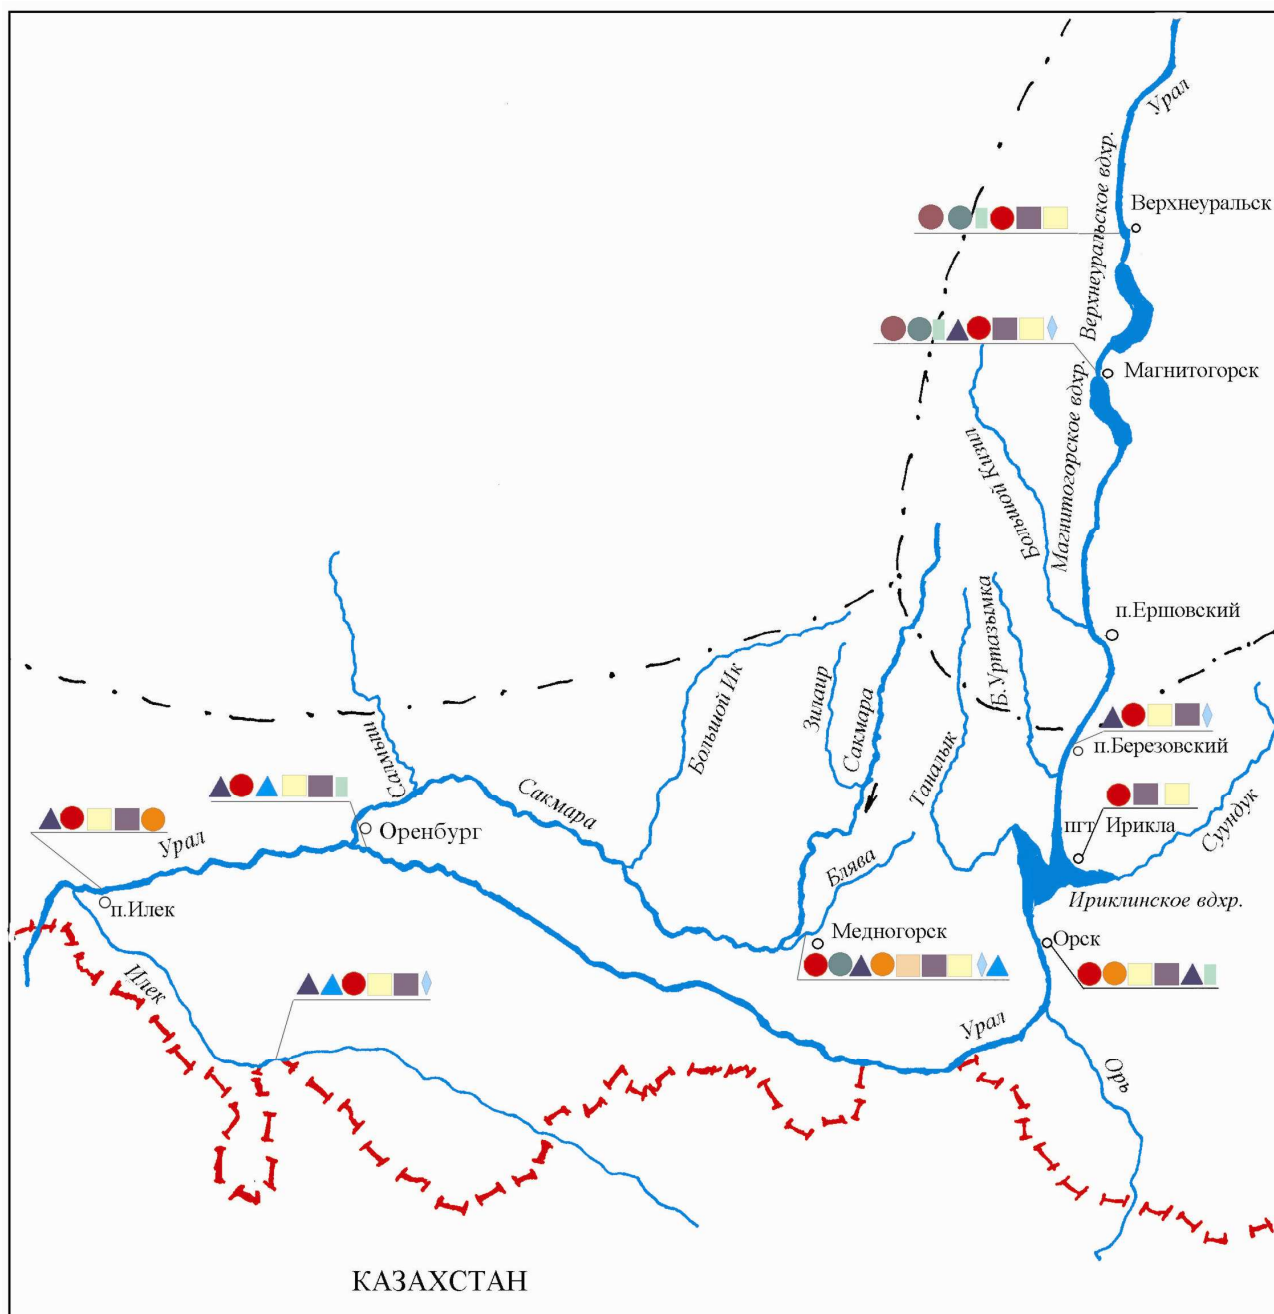 Урал
Верхнеуральское вдхр.
Верхнеуральск
Магнитогорск
Магнитогорское вдхр.
Большой Кизил
п.Ершовский
Б.Уртазымка
Большой Ик
Зилаир
Сакмара
Таналык
п.Березовский
Салмыш
Суундук
пгт Ирикла
Сакмара
Оренбург
Урал
Блява
Ириклинское вдхр.
п.Илек
Медногорск
Орск
Илек
Урал
Орь
КАЗАХСТАН